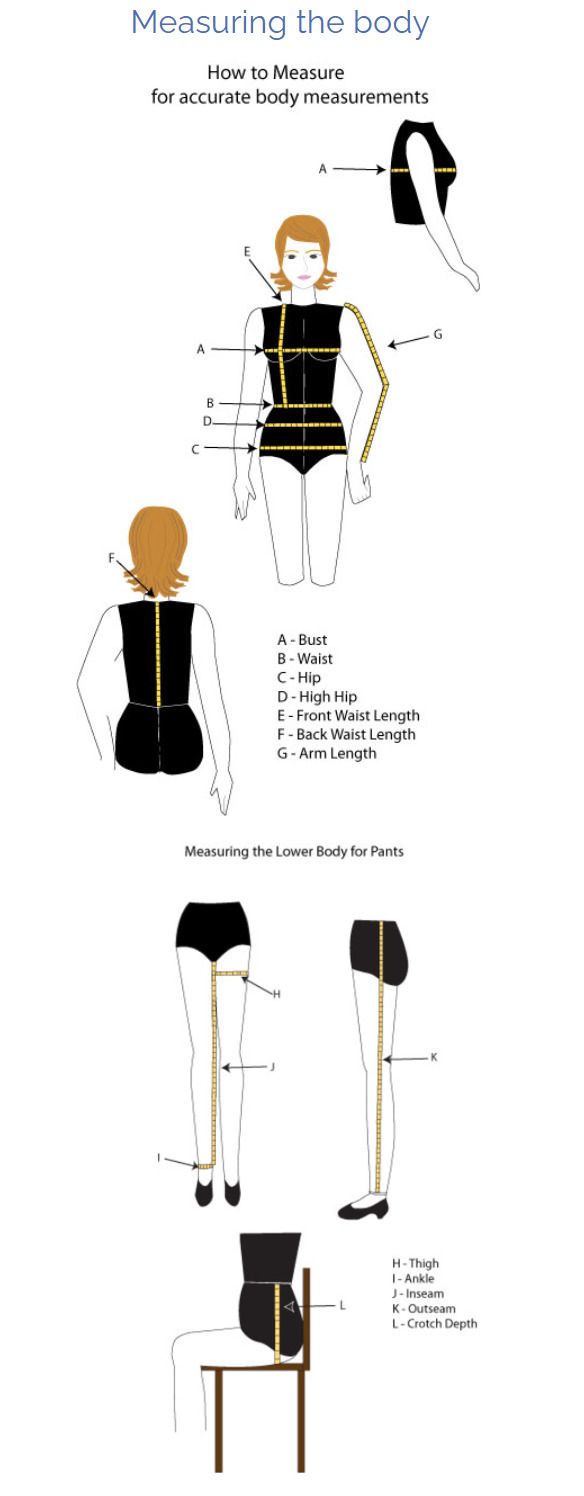 Measuring the body
How to Measure
for accurate body measurements
A
E
G
A
B
D
C
F
A - Bust
B - Waist
C - Hip
D - High Hip
E - Front Waist Length
F - Back Waist Length
G - Arm Length
Measuring the Lower Body for Pants
H
J
K
I
L
H - Thigh
I - Ankle
J - Inseam
K - Outseam
L - Crotch Depth